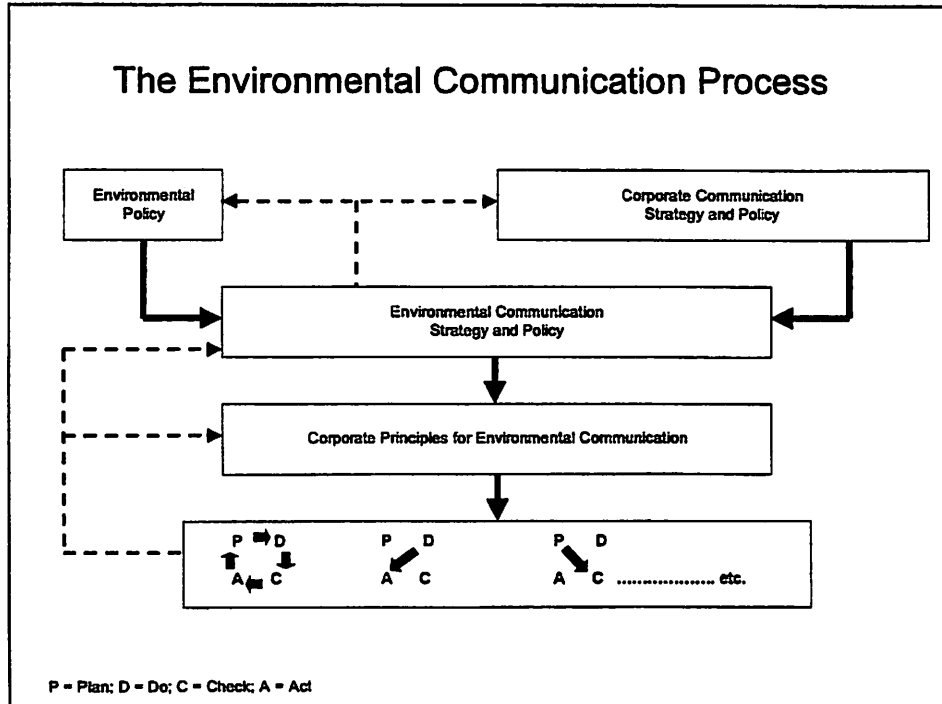 The Environmental Communication Process
Environmental
Policy
Corporate Communication
Strategy and Policy
Environmental Communication
Strategy and Policy
Corporate Principles for Environmental Communication
P D P D P D
A C A C A C ..................... etc.
P = Plan; D = Do; C = Check; A = Act